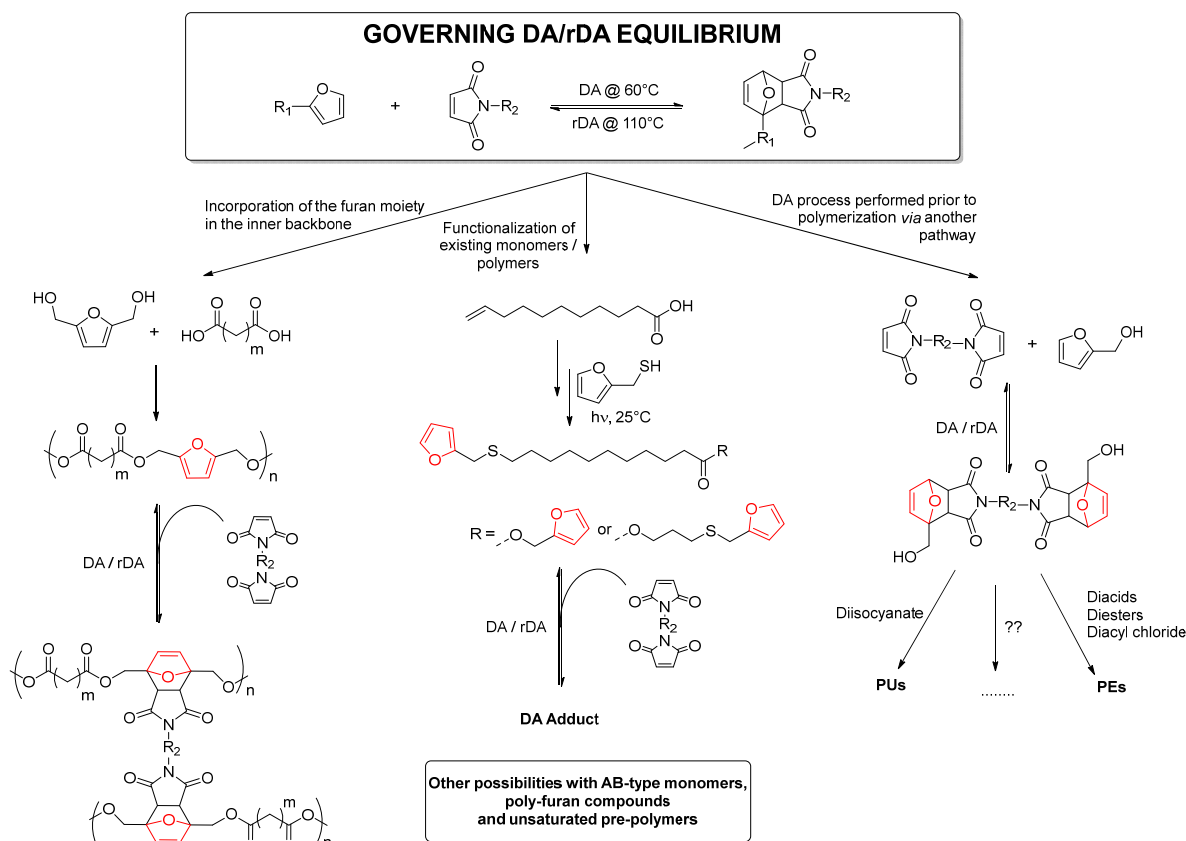 GOVERNING DA/rDA EQUILIBRIUM
R1
O
+
O
N
R2
O
DA @ 60°C
rDA @ 110°C
O
O
N
R2
O
R1
Incorporation of the furan moiety
in the inner backbone
Functionalization of
existing monomers /
polymers
DA process performed prior to
polymerization via another
pathway
HO
O
OH
+
O
HO
m
O
OH
OH
O
O
SH
hν, 25°C
O
N
O
R2
O
N
O
+
O
OH
O
O
m
O
O
O
O
n
O
S
R
O
R =
O
O
or
O
S
O
DA / rDA
O
N
O
R2
O
N
O
DA / rDA
O
N
O
R2
O
N
O
DA / rDA
OH
O
O
N
O
R2
O
N
O
O
HO
Diisocyanate
??
Diacids
Diesters
Diacyl chloride
PUs
........
PEs
O
O
m
O
O
O
O
n
O
N
O
R2
O
N
O
O
O
O
m
n
DA Adduct
Other possibilities with AB-type monomers,
poly-furan compounds
and unsaturated pre-polymers